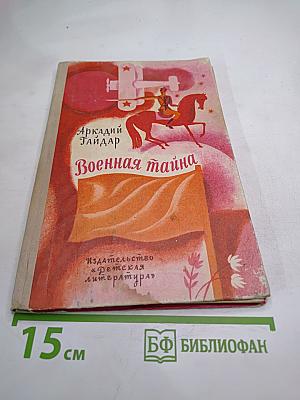 Аркадий
Гайдар
Военная тайна
Издательство
«Детская
литература»
15 см
БФ БИБЛИОФАН